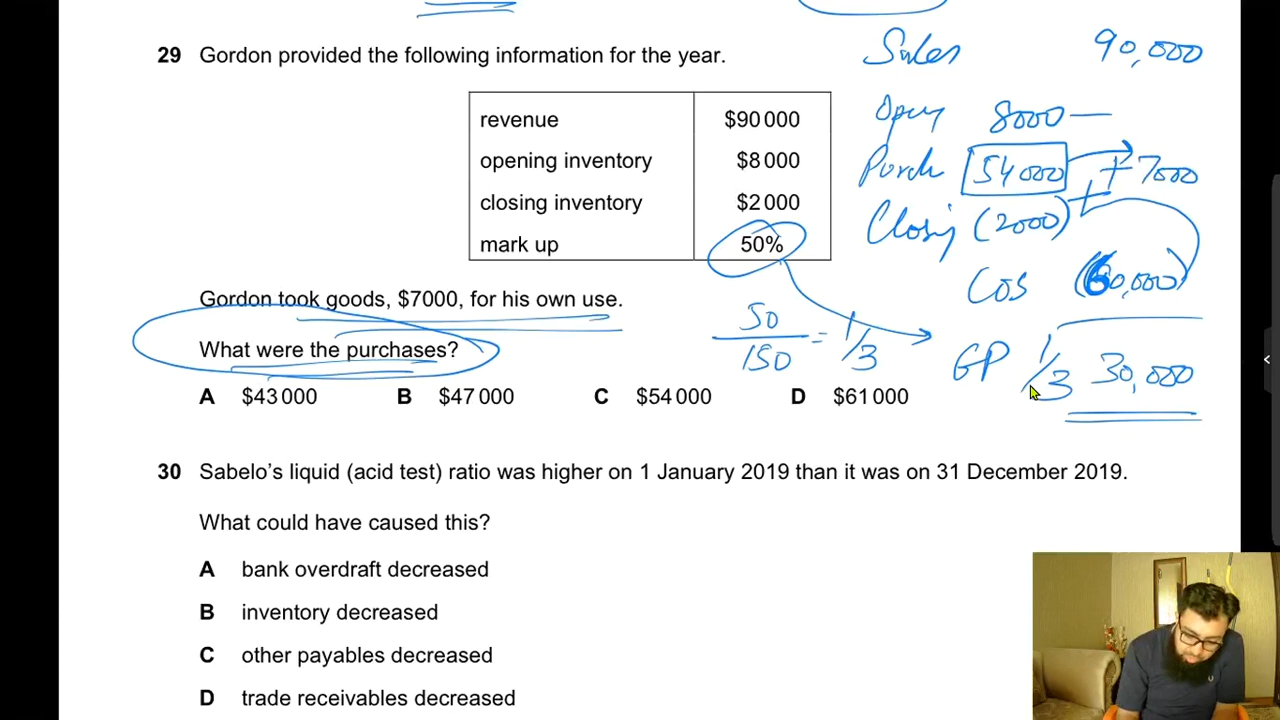 29 Gordon provided the following information for the year.
revenue $90 000
opening inventory $8 000
closing inventory $2 000
mark up 50%
Gordon took goods, $7000, for his own use.
What were the purchases?
A $43 000 B $47 000 C $54 000 D $61 000
Sales 90,000
Open 8000 —
Purch 54000 + 7000
Closing (2000) +
COS (60,000)
50/150 = 1/3
GP 1/3 30,000
30 Sabelo’s liquid (acid test) ratio was higher on 1 January 2019 than it was on 31 December 2019.
What could have caused this?
A bank overdraft decreased
B inventory decreased
C other payables decreased
D trade receivables decreased